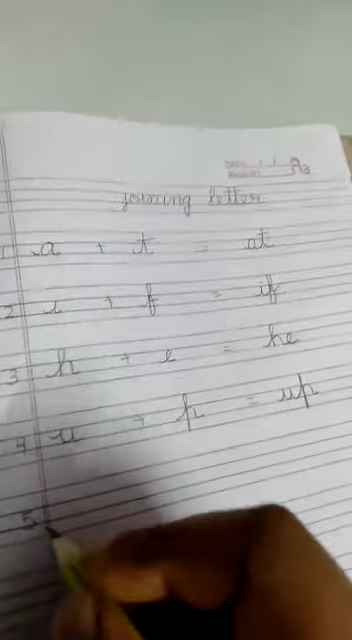 joining letter
1 a + t = at
2 i + f = if
3 h + e = he
4 u + p = up
5